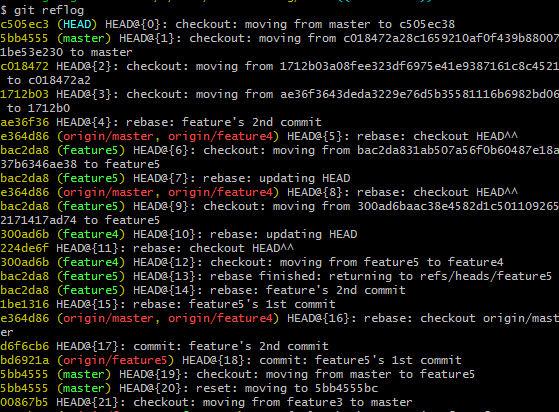 $ git reflog
c505ec3 (HEAD) HEAD@{0}: checkout: moving from master to c505ec38
5bb4455 (master) HEAD@{1}: checkout: moving from c018472a28c1659210af0f439b88007
1be53e230 to master
c018472 HEAD@{2}: checkout: moving from 1712b03a08fee323df6975e41e9387161c8c4521
to c018472a2
1712b03 HEAD@{3}: checkout: moving from ae36f3643deda3229e76d5b35581116b6982bd06
to 1712b0
ae36f36 HEAD@{4}: rebase: feature's 2nd commit
e364d86 (origin/master, origin/feature4) HEAD@{5}: rebase: checkout HEAD^^
bac2da8 (feature5) HEAD@{6}: checkout: moving from bac2da831ab507a56f0b60487e18a
37b6346ae38 to feature5
bac2da8 (feature5) HEAD@{7}: rebase: updating HEAD
e364d86 (origin/master, origin/feature4) HEAD@{8}: rebase: checkout HEAD^^
bac2da8 (feature5) HEAD@{9}: checkout: moving from 300ad6baac38e4582d1c501109265
2171417ad74 to feature5
300ad6b (feature4) HEAD@{10}: rebase: updating HEAD
224de6f HEAD@{11}: rebase: checkout HEAD^^
300ad6b (feature4) HEAD@{12}: checkout: moving from feature5 to feature4
bac2da8 (feature5) HEAD@{13}: rebase finished: returning to refs/heads/feature5
bac2da8 (feature5) HEAD@{14}: rebase: feature's 2nd commit
1be1316 HEAD@{15}: rebase: feature5's 1st commit
e364d86 (origin/master, origin/feature4) HEAD@{16}: rebase: checkout origin/mast
er
d6f6cb6 HEAD@{17}: commit: feature's 2nd commit
bd6921a (origin/feature5) HEAD@{18}: commit: feature5's 1st commit
5bb4455 (master) HEAD@{19}: checkout: moving from master to feature5
5bb4455 (master) HEAD@{20}: reset: moving to 5bb4455bc
00867b5 HEAD@{21}: checkout: moving from feature3 to master